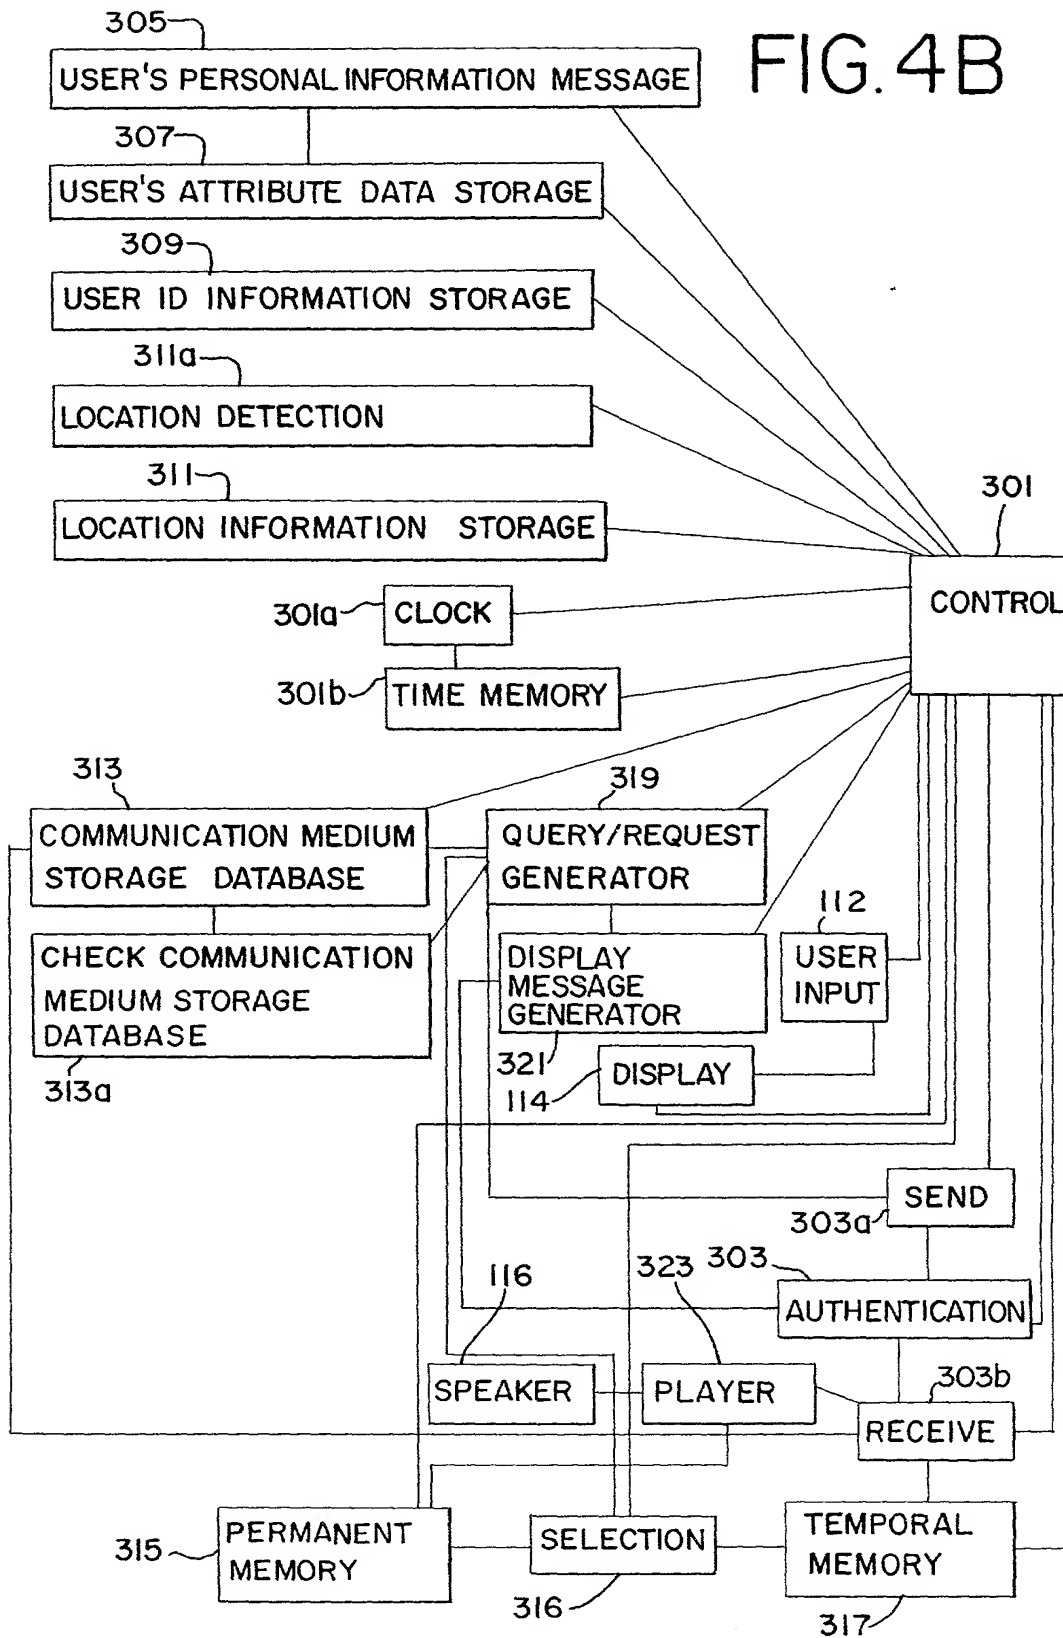 305
FIG. 4B
USER'S PERSONAL INFORMATION MESSAGE
307
USER'S ATTRIBUTE DATA STORAGE
309
USER ID INFORMATION STORAGE
311a
LOCATION DETECTION
311
LOCATION INFORMATION STORAGE
301
CONTROL
301a
CLOCK
301b
TIME MEMORY
313
COMMUNICATION MEDIUM
STORAGE DATABASE
319
QUERY/REQUEST
GENERATOR
CHECK COMMUNICATION
MEDIUM STORAGE
DATABASE
313a
DISPLAY
MESSAGE
GENERATOR
321
112
USER
INPUT
114
DISPLAY
SEND
303a
303
AUTHENTICATION
116
SPEAKER
323
PLAYER
303b
RECEIVE
315
PERMANENT
MEMORY
SELECTION
316
TEMPORAL
MEMORY
317